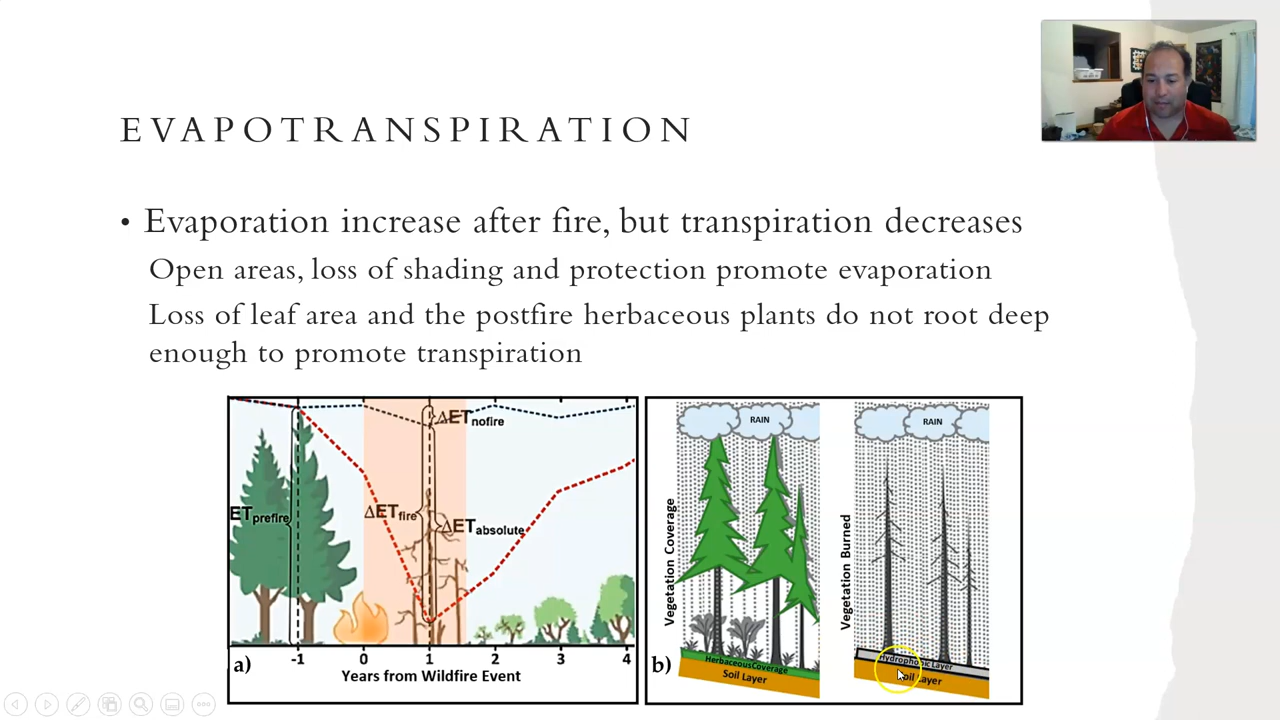 EVAPOTRANSPIRATION
• Evaporation increase after fire, but transpiration decreases
Open areas, loss of shading and protection promote evaporation
Loss of leaf area and the postfire herbaceous plants do not root deep
enough to promote transpiration
ΔETnofire
ETprefire
ΔETfire
ΔETabsolute
a)
-1 0 1 2 3 4
Years from Wildfire Event
RAIN
RAIN
Vegetation Coverage
Vegetation Burned
b)
Herbaceous Coverage
Soil Layer
Hydrophobic Layer
Soil Layer